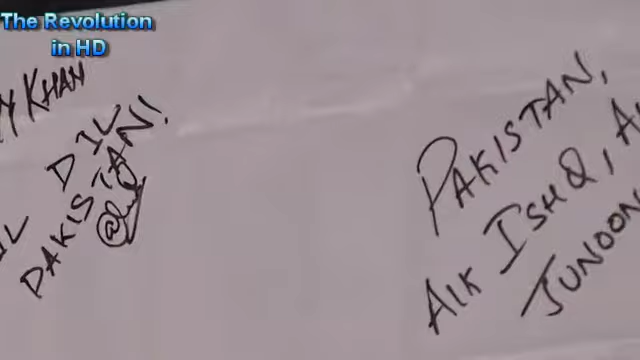 The Revolution
in HD
KHAN
DIL
PAKISTAN!
PAKISTAN,
AIK ISHQ, A
JUNOON